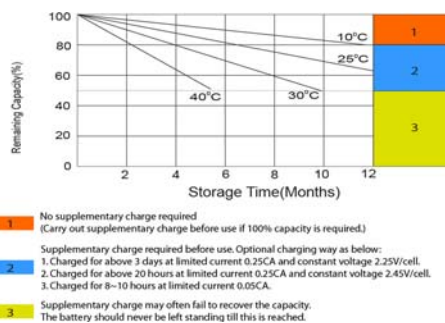 Remaining Capacity(%)
100
80
60
40
20
0
10°C
25°C
40°C
30°C
1
2
3
2
4
6
8
10
12
Storage Time(Months)
1
No supplementary charge required
(Carry out supplementary charge before use if 100% capacity is required.)
2
Supplementary charge required before use. Optional charging way as below:
1. Charged for above 3 days at limited current 0.25CA and constant voltage 2.25V/cell.
2. Charged for above 20 hours at limited current 0.25CA and constant voltage 2.45V/cell.
3. Charged for 8~10 hours at limited current 0.05CA.
3
Supplementary charge may often fail to recover the capacity.
The battery should never be left standing till this is reached.